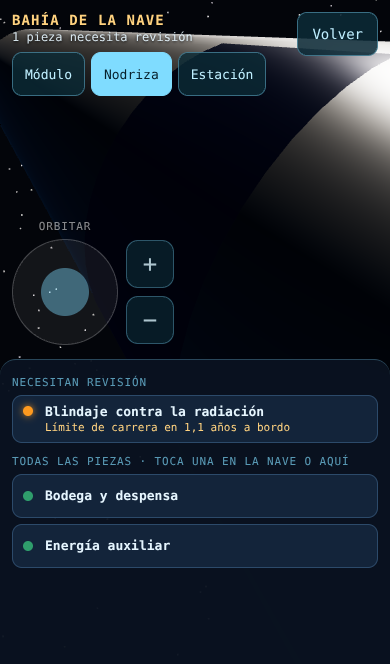 BAHÍA DE LA NAVE
1 pieza necesita revisión
Volver
Módulo
Nodriza
Estación
ORBITAR
+
−
NECESITAN REVISIÓN
Blindaje contra la radiación
Límite de carrera en 1,1 años a bordo
TODAS LAS PIEZAS · TOCA UNA EN LA NAVE O AQUÍ
Bodega y despensa
Energía auxiliar